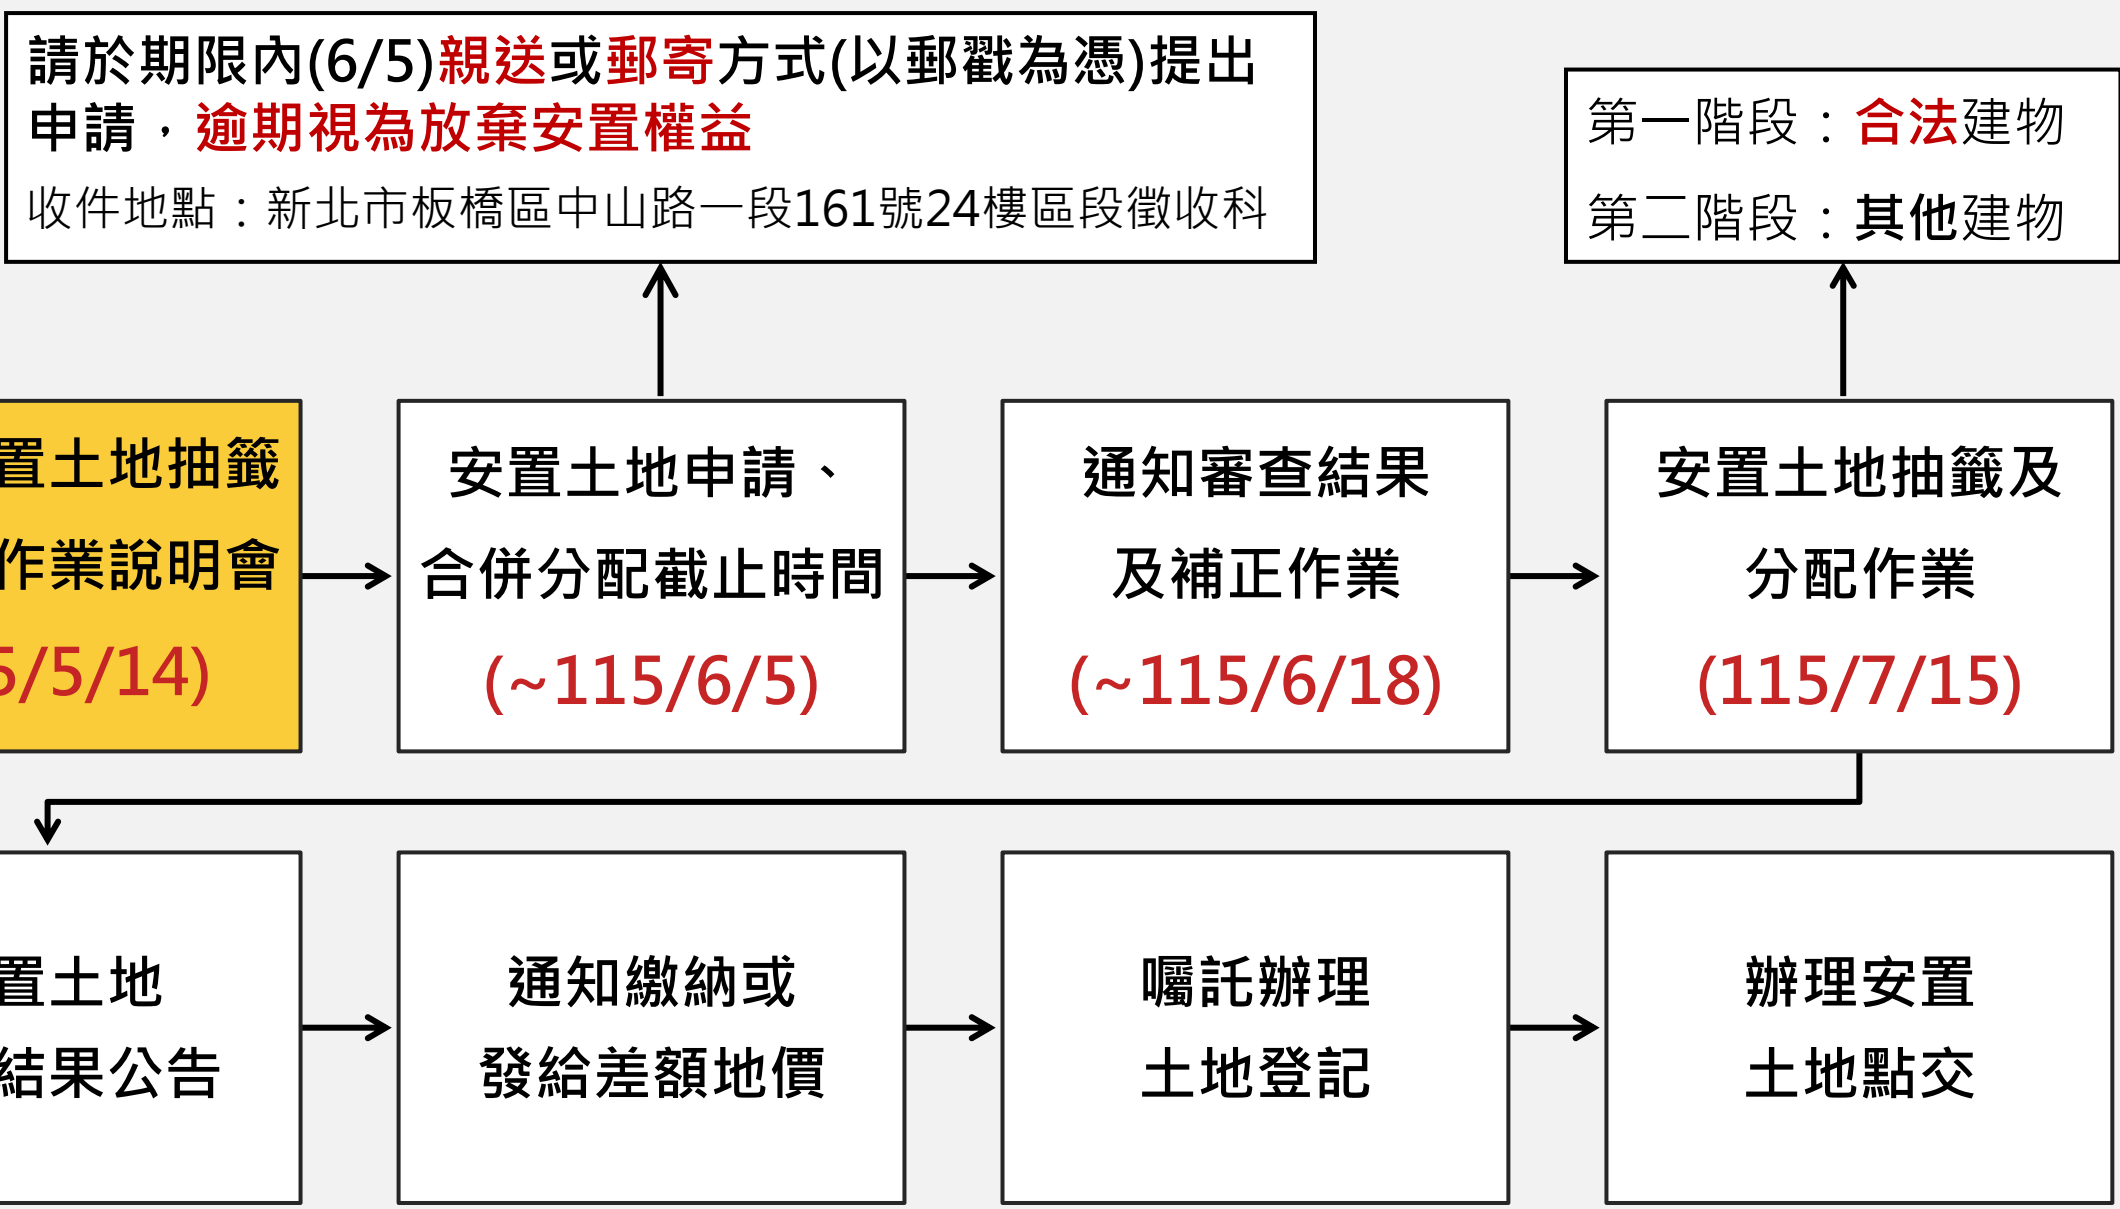 請於期限內(6/5)親送或郵寄方式(以郵戳為憑)提出
申請，逾期視為放棄安置權益
收件地點：新北市板橋區中山路一段161號24樓區段徵收科
第一階段：合法建物
第二階段：其他建物
置土地抽籤
作業說明會
5/5/14)
安置土地申請、
合併分配截止時間
(~115/6/5)
通知審查結果
及補正作業
(~115/6/18)
安置土地抽籤及
分配作業
(115/7/15)
置土地
結果公告
通知繳納或
發給差額地價
囑託辦理
土地登記
辦理安置
土地點交